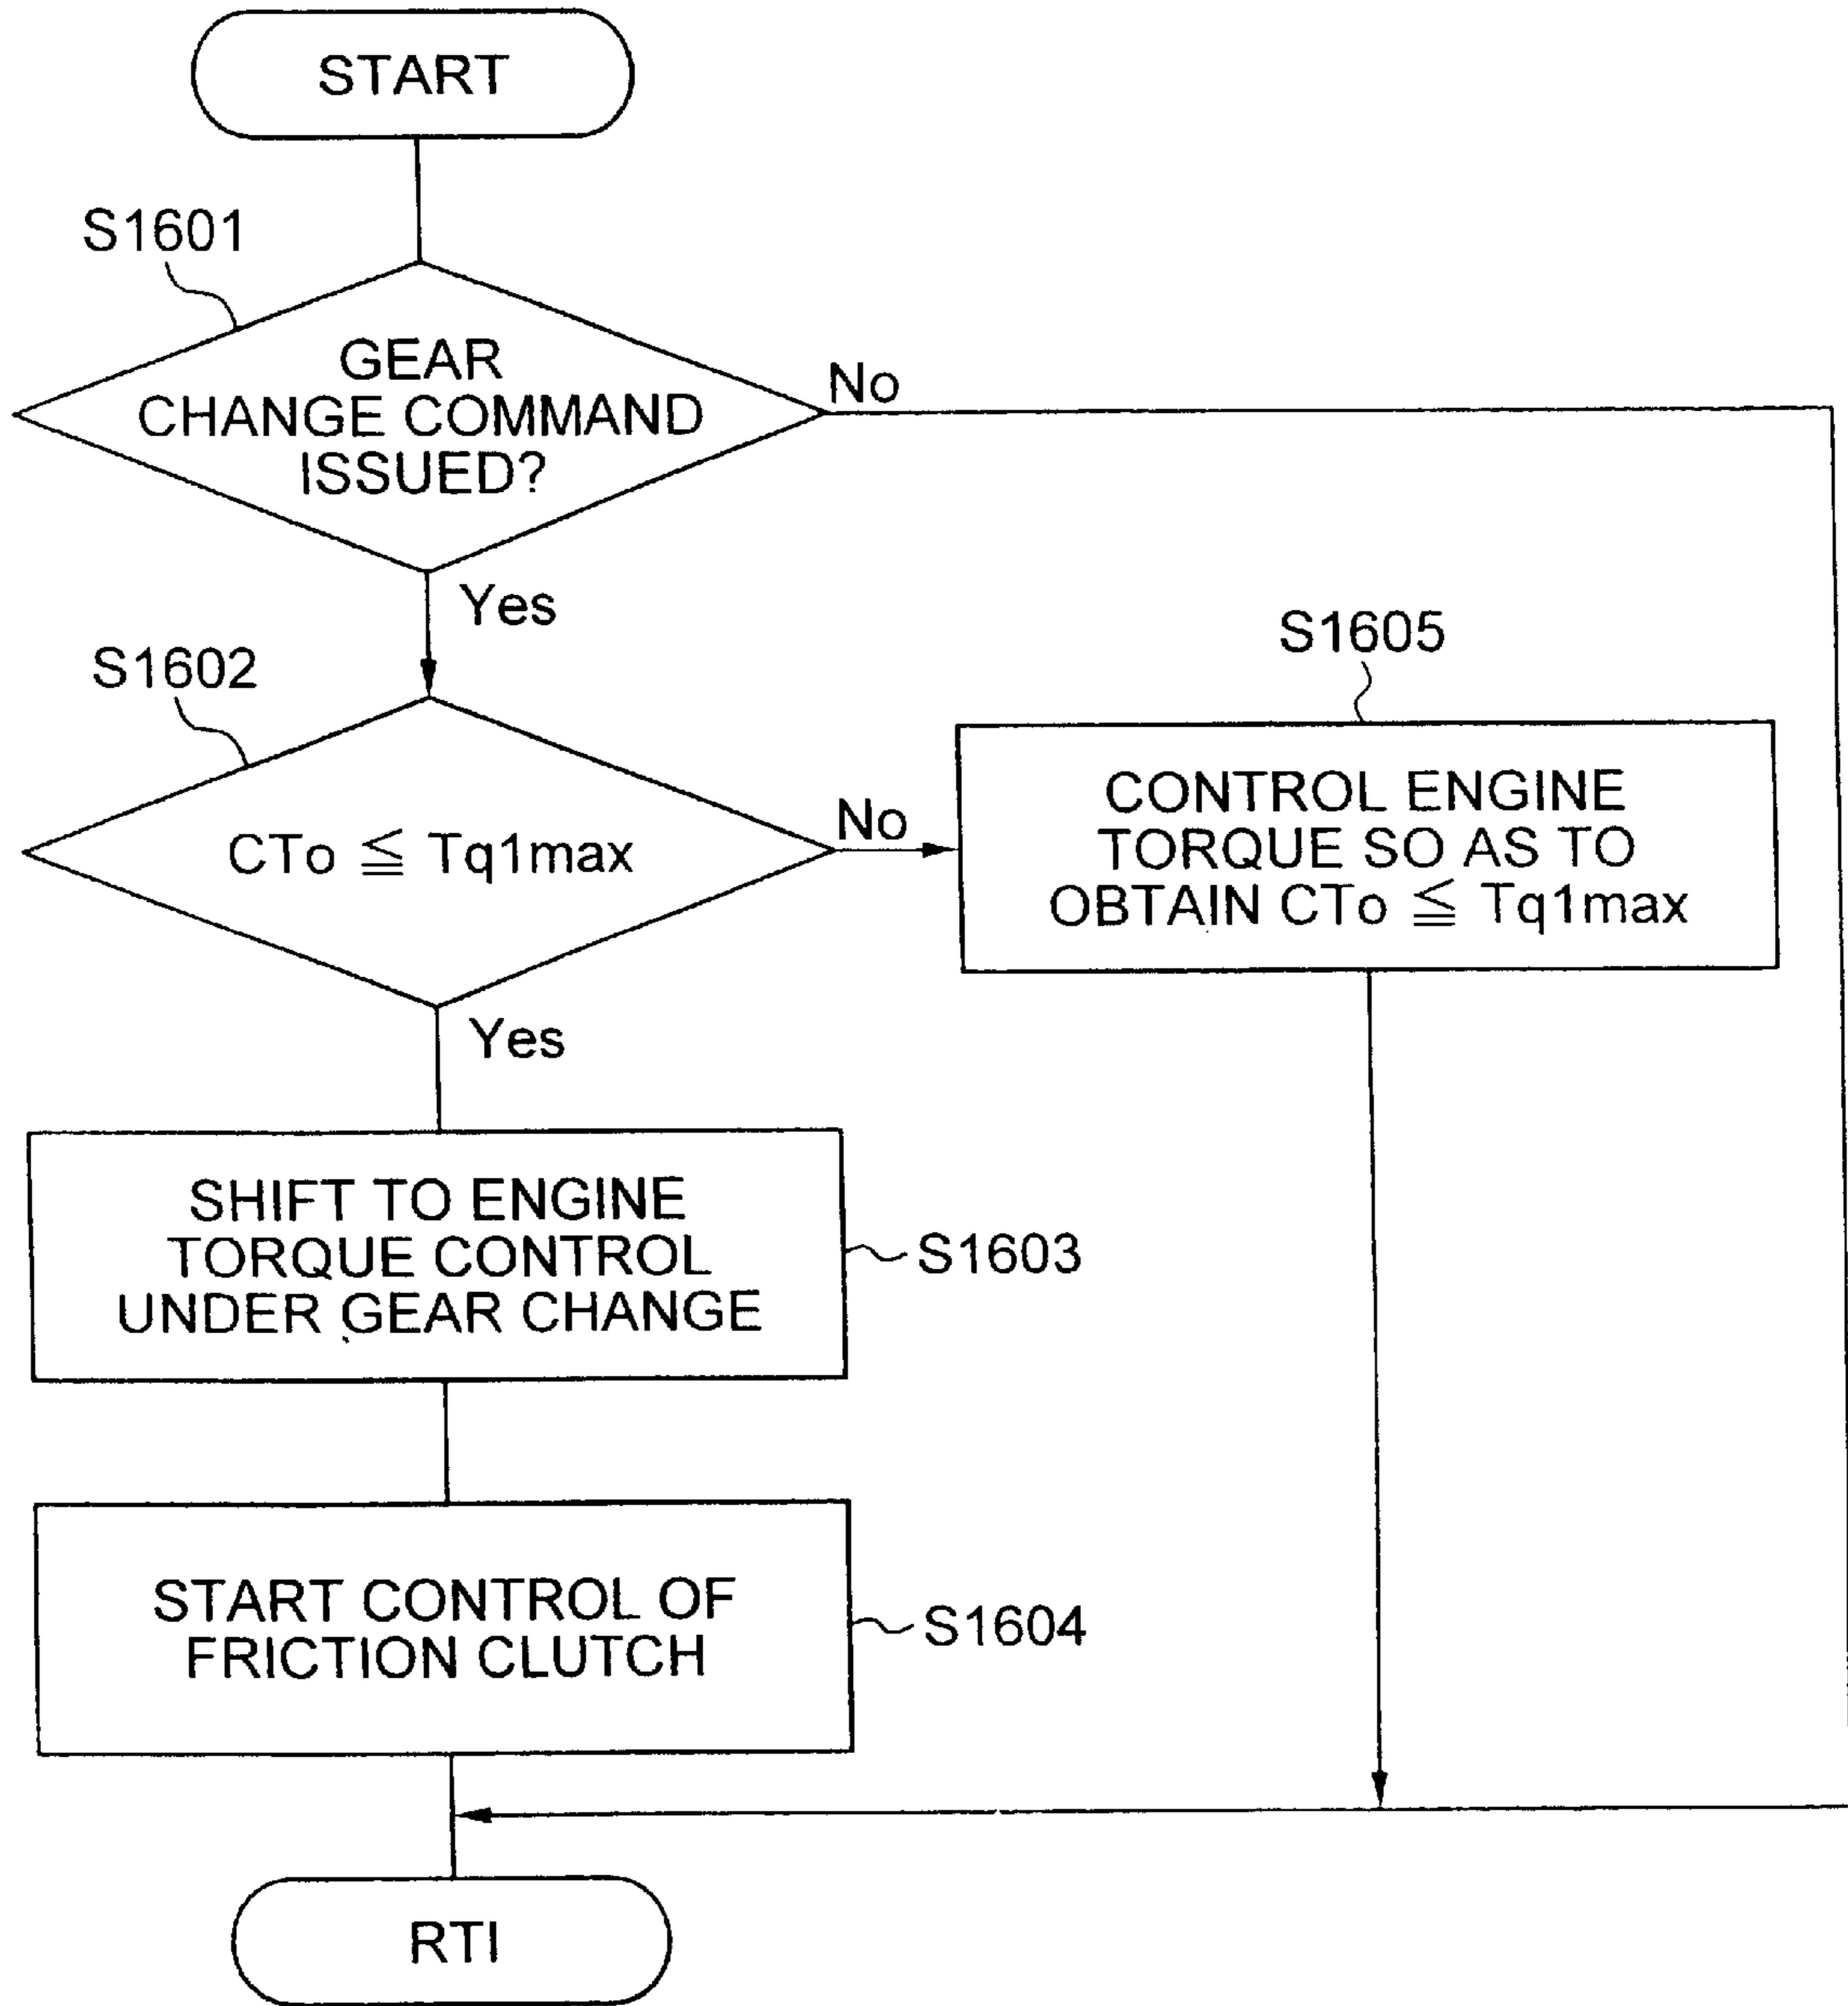 START
S1601
GEAR
CHANGE COMMAND
ISSUED?
No
Yes
S1602
CTo ≦ Tq1max
No
S1605
CONTROL ENGINE
TORQUE SO AS TO
OBTAIN CTo ≦ Tq1max
Yes
SHIFT TO ENGINE
TORQUE CONTROL
UNDER GEAR CHANGE
S1603
START CONTROL OF
FRICTION CLUTCH
S1604
RTI